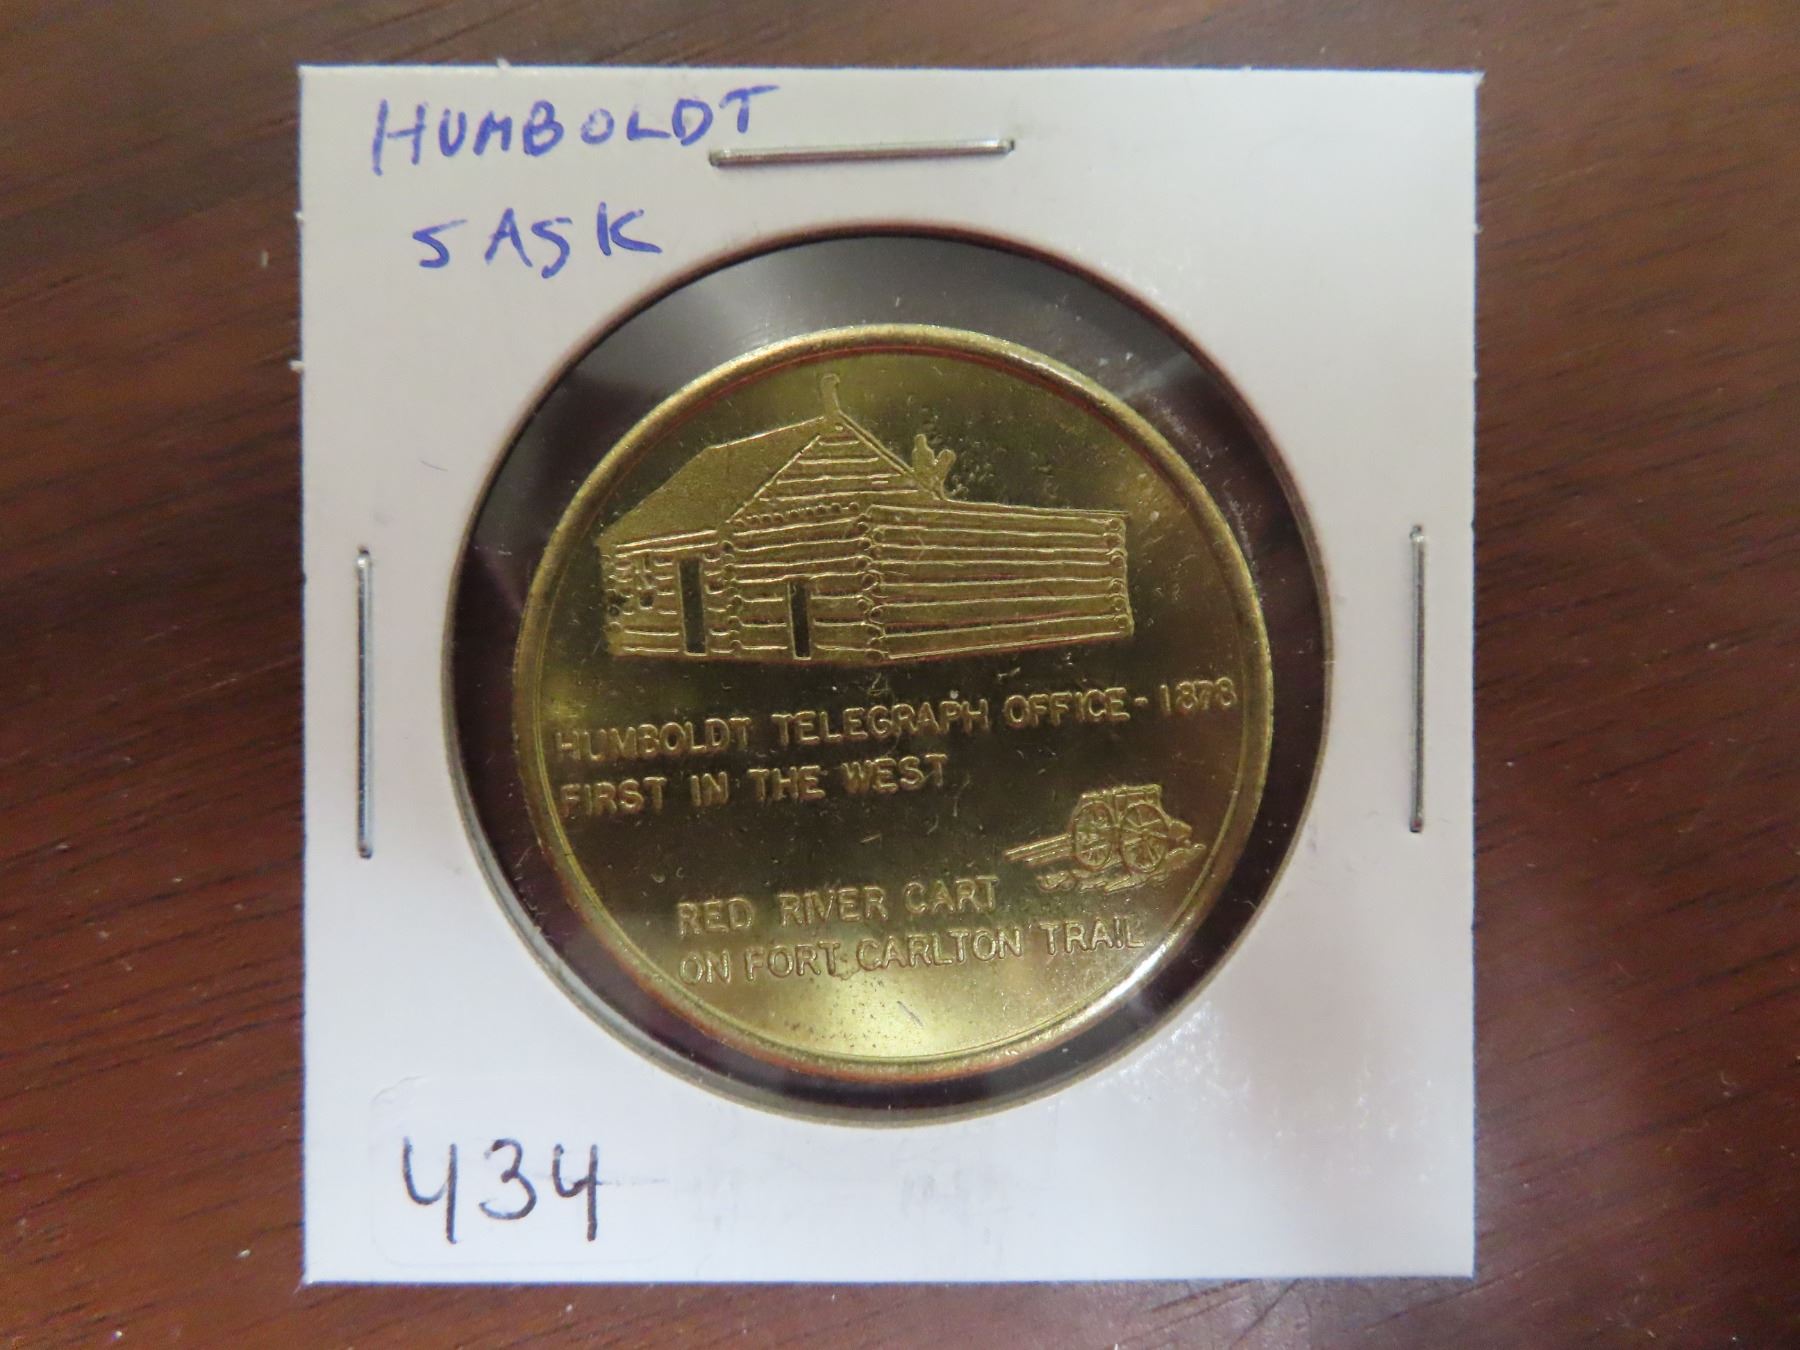 HUMBOLDT
SASK
HUMBOLDT TELEGRAPH OFFICE - 1878
FIRST IN THE WEST
RED RIVER CART
ON FORT CARLTON TRAIL
434